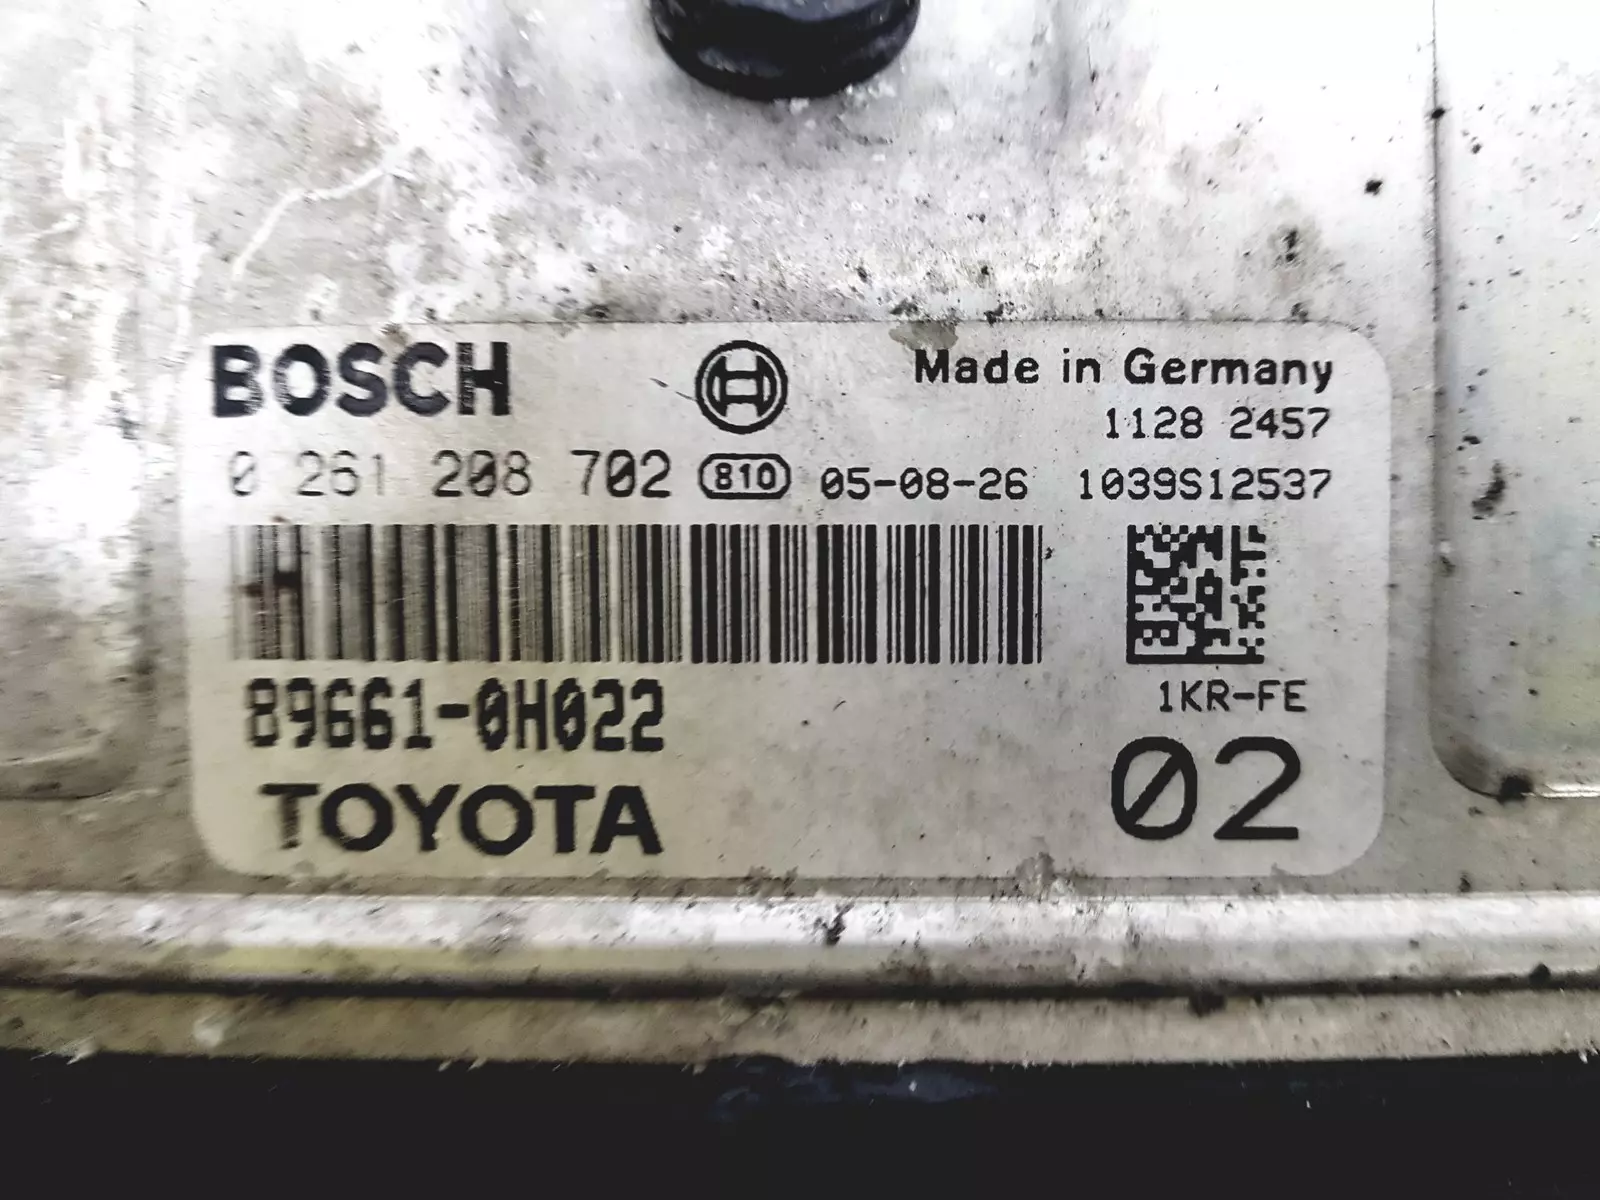 BOSCH Made in Germany
1128 2457
0 261 208 702 810 05-08-26 1039S12537
89661-0H022 1KR-FE
TOYOTA 02